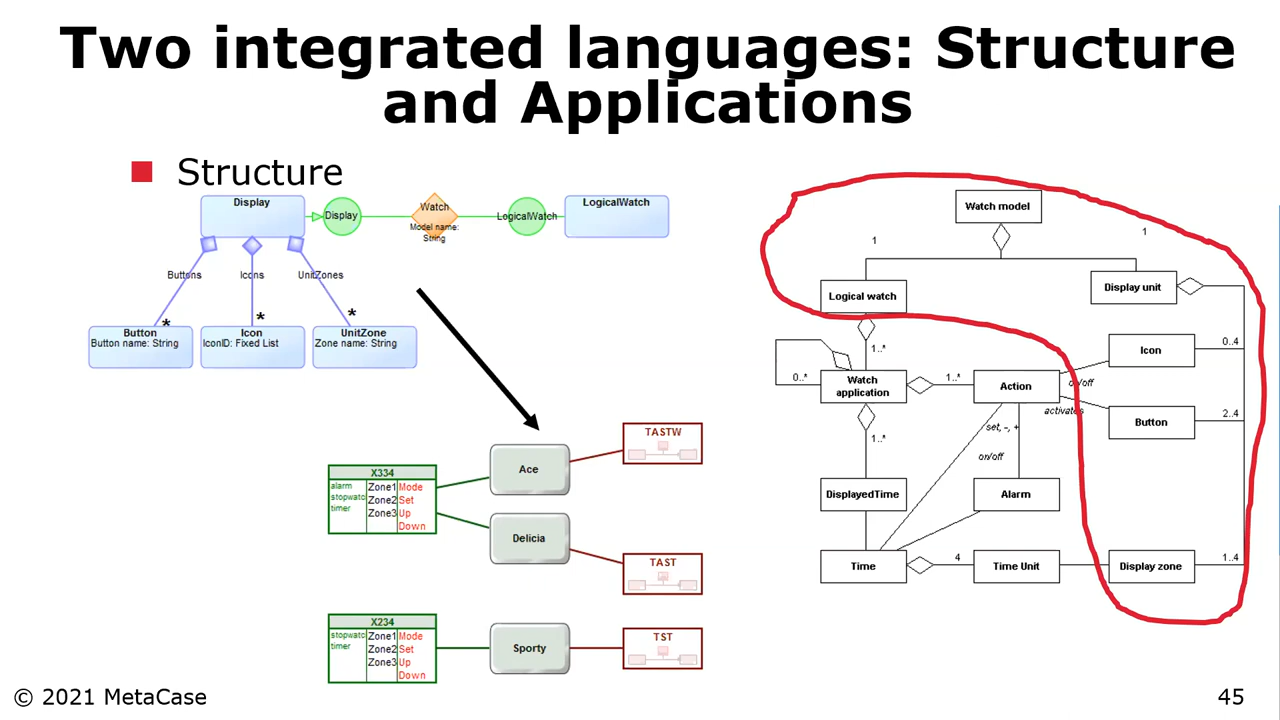 Two integrated languages: Structure
and Applications
Structure
Display
Display
Watch
Model name:
String
LogicalWatch
LogicalWatch
Buttons
Icons
UnitZones
*
*
*
Button
Button name: String
Icon
IconID: Fixed List
UnitZone
Zone name: String
X334
alarm
stopwatc
timer
Zone1
Zone2
Zone3
Mode
Set
Up
Down
Ace
TASTW
Delicia
TAST
X234
stopwatc
timer
Zone1
Zone2
Zone3
Mode
Set
Up
Down
Sporty
TST
Watch model
1
1
Logical watch
Display unit
1..*
Icon
0..4
0..*
Watch
application
1..*
Action
on/off
activates
Button
2..4
set, -, +
1..*
on/off
DisplayedTime
Alarm
Time
4
Time Unit
Display zone
1..4
© 2021 MetaCase
45